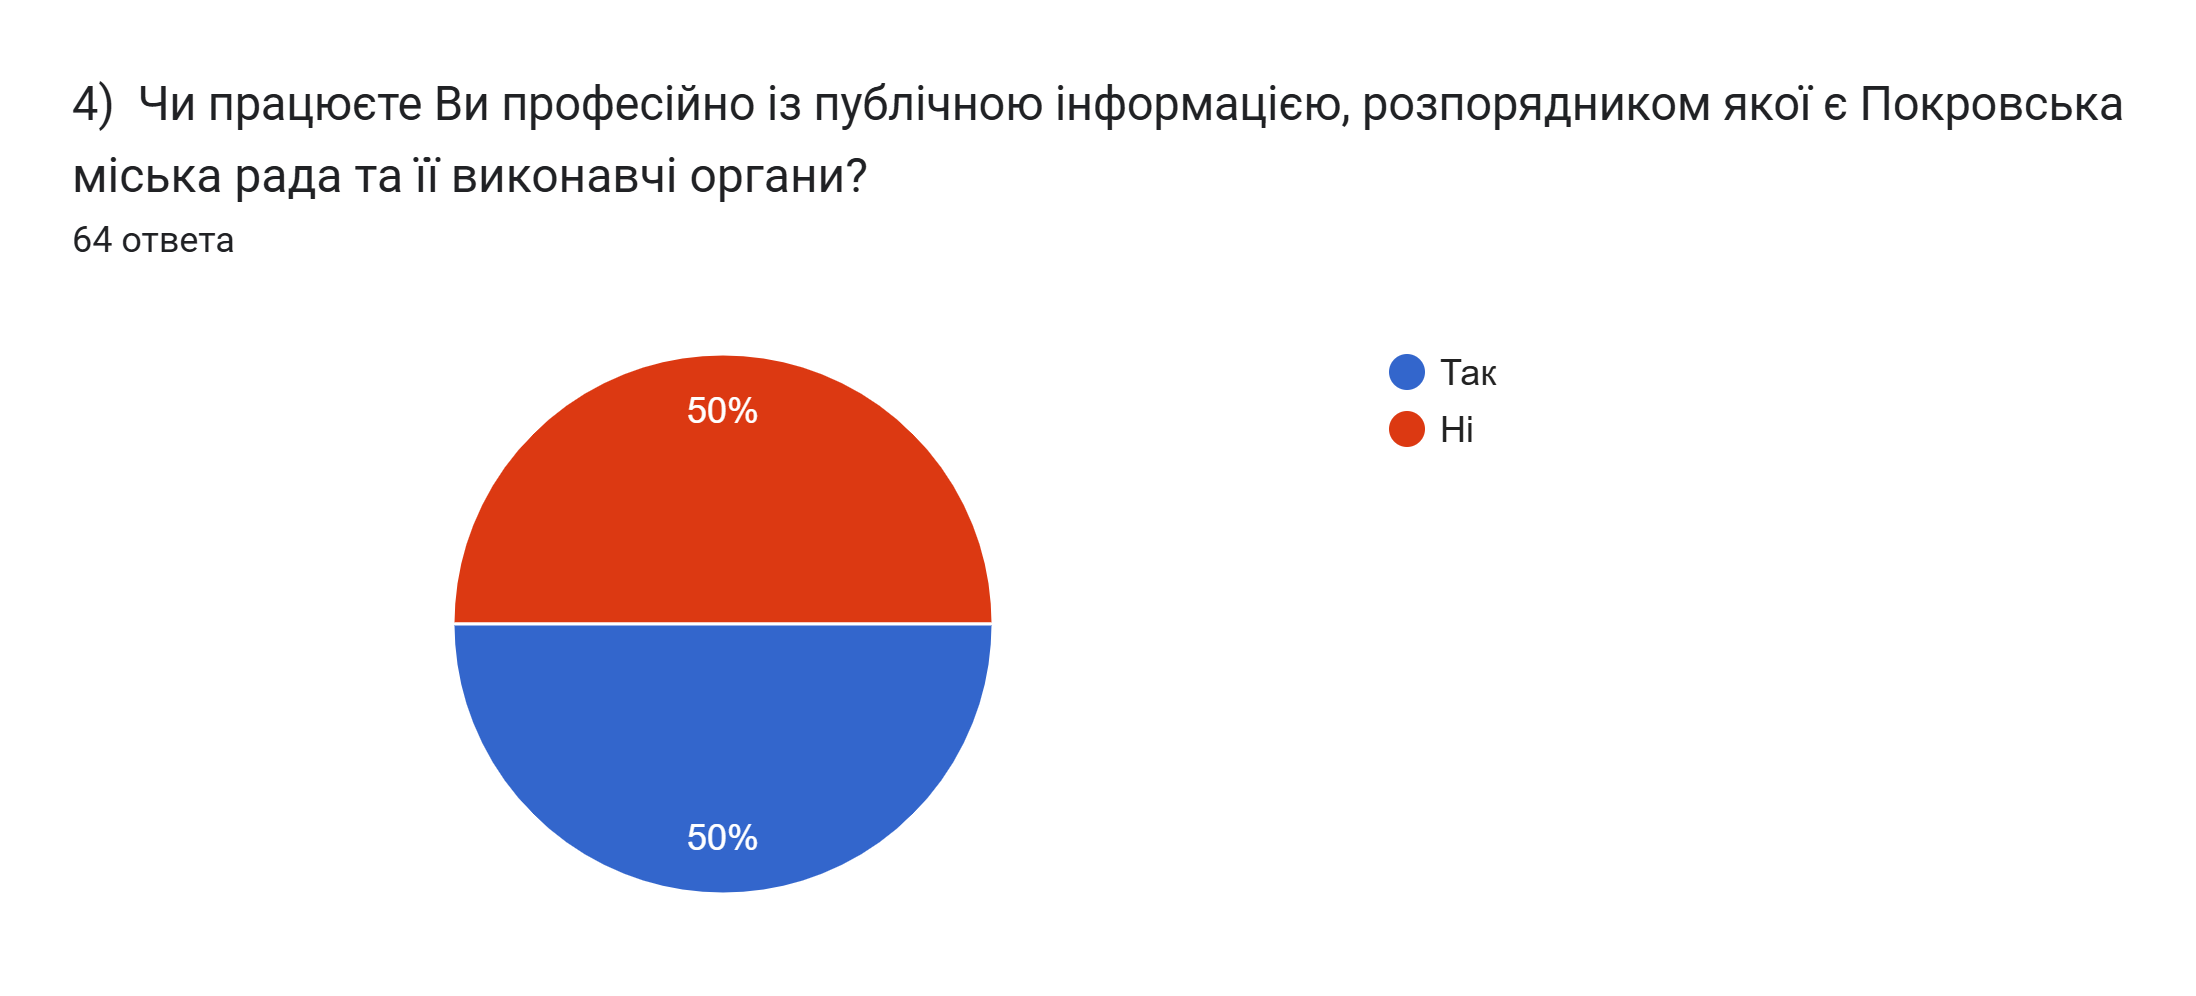 4)  Чи працюєте Ви професійно із публічною інформацією, розпорядником якої є Покровська
міська рада та її виконавчі органи?
64 ответа
Так
Ні
50%
50%